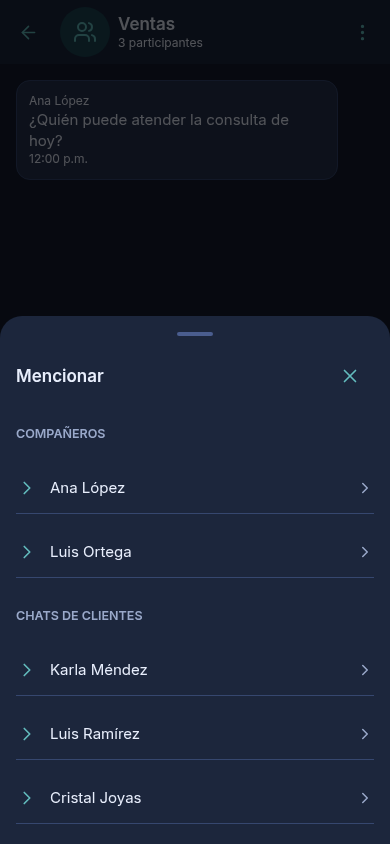 Ventas
3 participantes
Ana López
¿Quién puede atender la consulta de
hoy?
12:00 p.m.
Mencionar
COMPAÑEROS
Ana López
Luis Ortega
CHATS DE CLIENTES
Karla Méndez
Luis Ramírez
Cristal Joyas